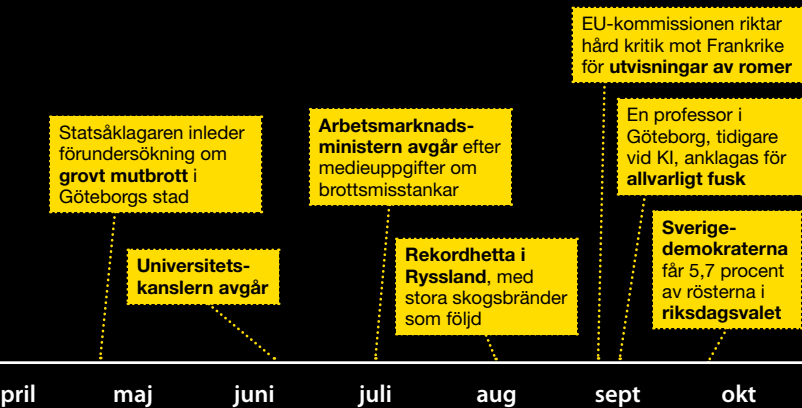 EU-kommissionen riktar
hård kritik mot Frankrike
för utvisningar av romer
Statsåklagaren inleder
förundersökning om
grovt mutbrott i
Göteborgs stad
Arbetsmarknads-
ministern avgår efter
medieuppgifter om
brottsmisstankar
En professor i
Göteborg, tidigare
vid KI, anklagas för
allvarligt fusk
Universitets-
kanslern avgår
Rekordhetta i
Ryssland, med
stora skogsbränder
som följd
Sverige-
demokraterna
får 5,7 procent
av rösterna i
riksdagsvalet
pril maj juni juli aug sept okt